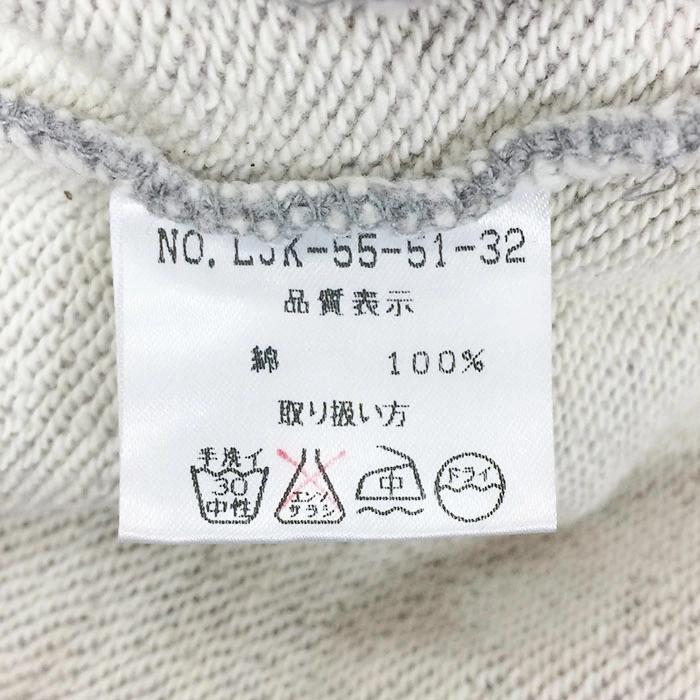 NO. LJK-55-51-32
品質表示
綿 100%
取り扱い方
手洗イ
30
中性
エンソ
サラシ
中
ドライ